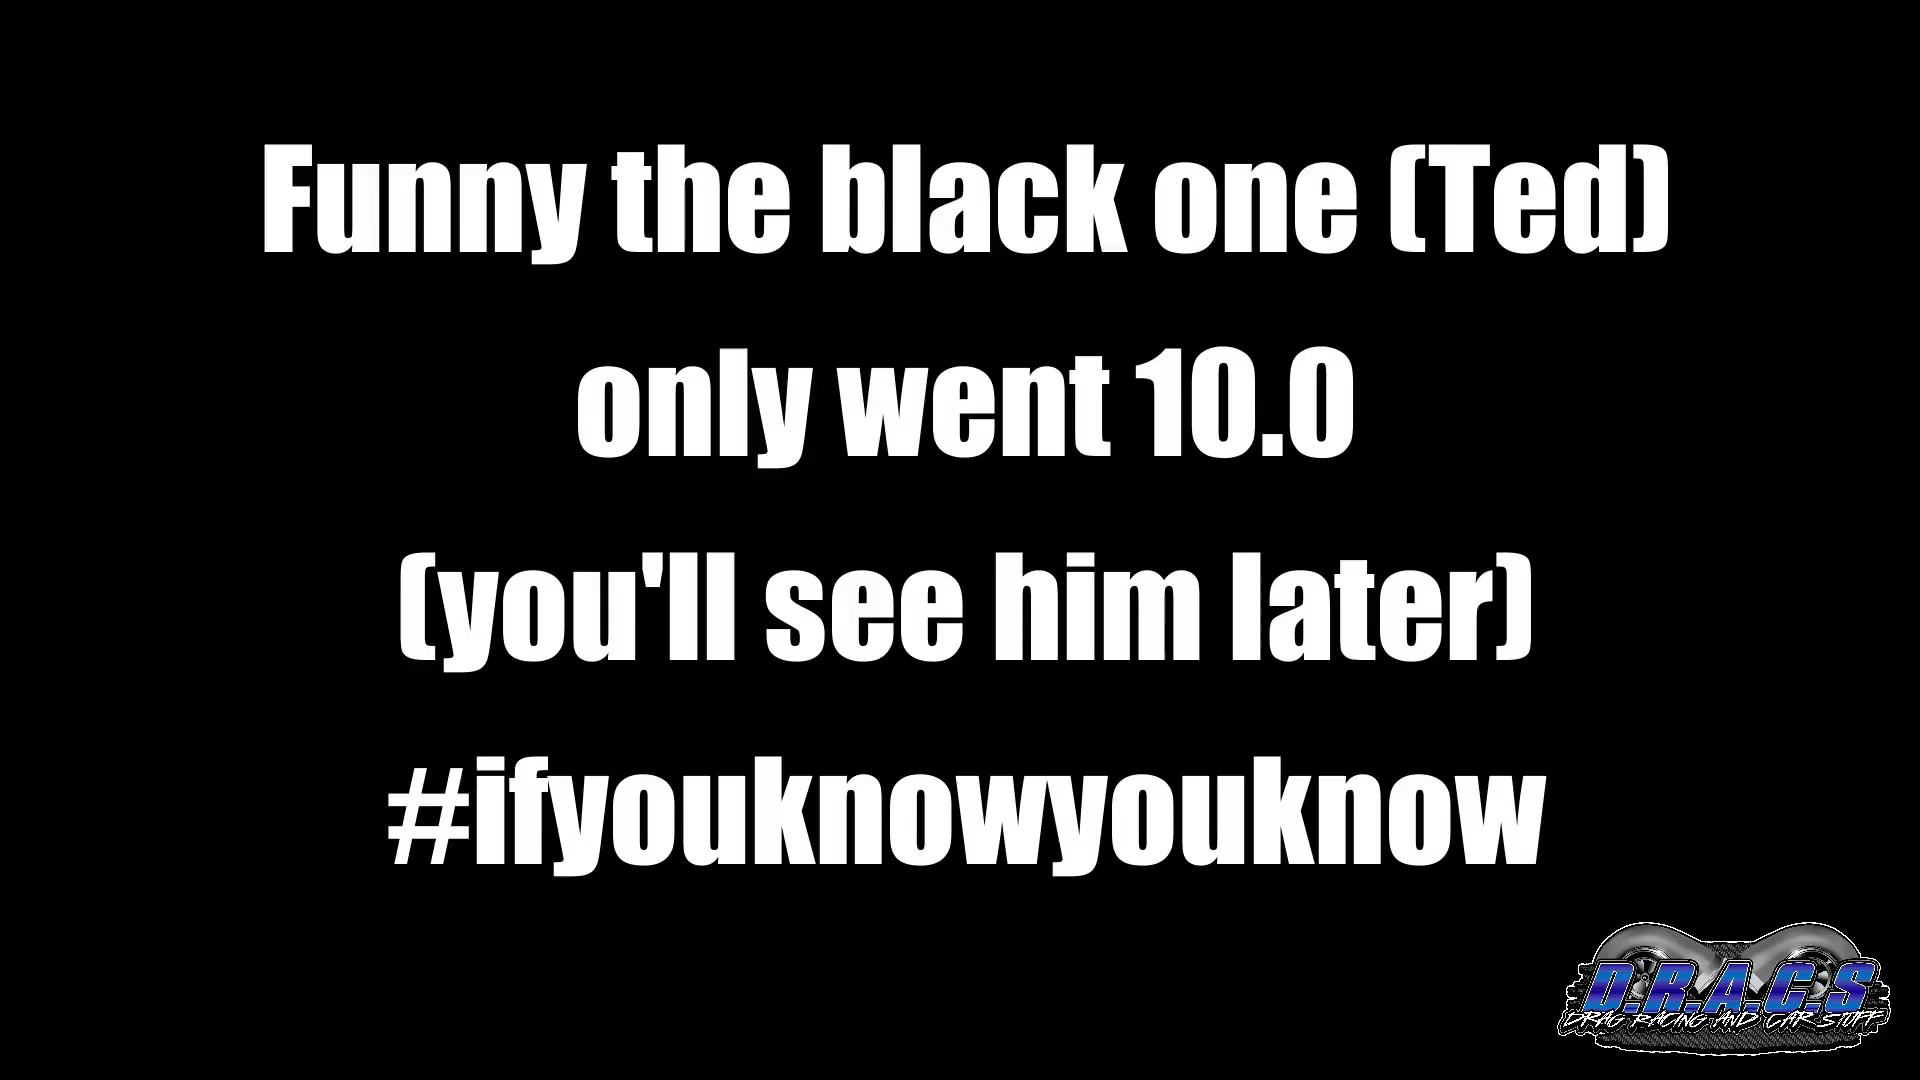 Funny the black one (Ted)
only went 10.0
(you'll see him later)
#ifyouknowyouknow
D.R.A.C.S
DRAG RACING AND CAR STUFF